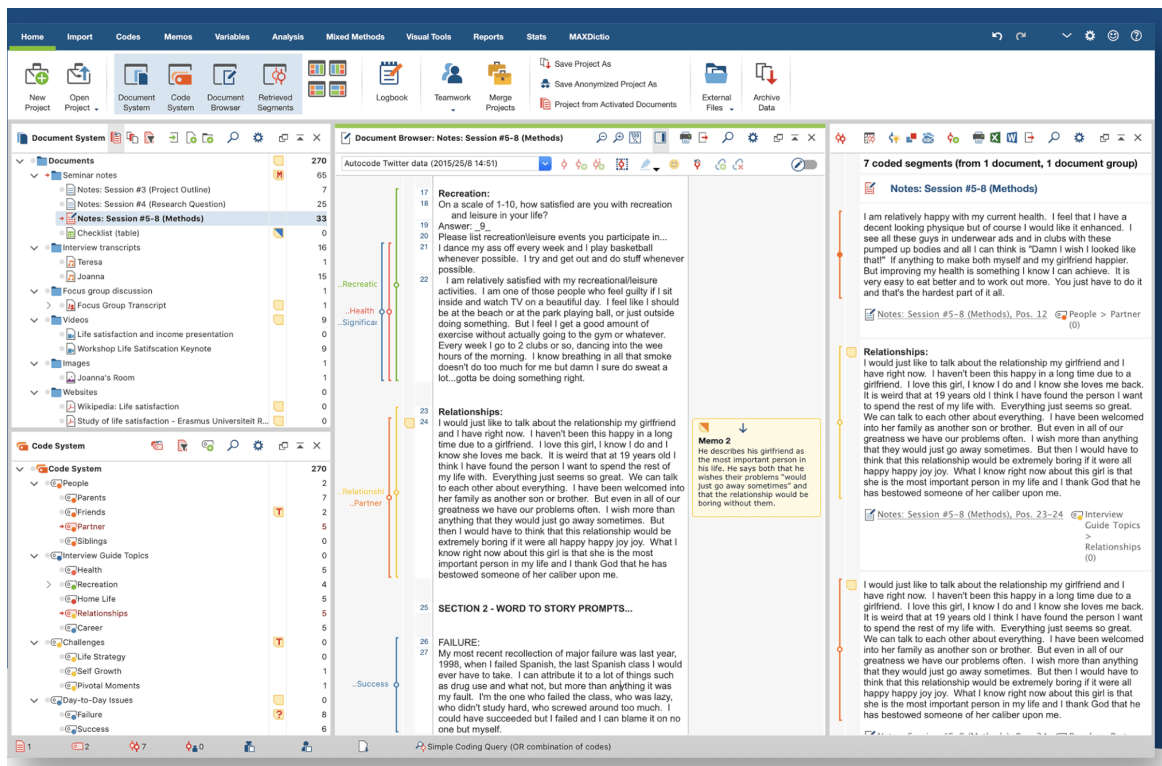 Home Import Codes Memos Variables Analysis Mixed Methods Visual Tools Reports Stats MAXDictio
New Project
Open Project
Document System
Code System
Document Browser
Retrieved Segments
Logbook
Teamwork
Merge Projects
Save Project As
Save Anonymized Project As
Project from Activated Documents
External Files
Archive Data
Document System
Documents 270
Seminar notes M 65
Notes: Session #3 (Project Outline) 7
Notes: Session #4 (Research Question) 25
Notes: Session #5-8 (Methods) 33
Checklist (table) 0
Interview transcripts 16
Teresa 1
Joanna 15
Focus group discussion 1
Focus Group Transcript 1
Videos 9
Life satisfaction and income presentation 0
Workshop Life Satifscation Keynote 9
Images 1
Joanna's Room 1
Websites 0
Wikipedia: Life satisfaction 0
Study of life satisfaction - Erasmus Universiteit R... 0
Code System
Code System 270
People 2
Parents 7
Friends T 2
Partner 5
Siblings 0
Interview Guide Topics 0
Health 5
Recreation 4
Home Life 5
Relationships 5
Career 5
Challenges T 0
Life Strategy 0
Self Growth 1
Pivotal Moments 1
Day-to-Day Issues 0
Failure ? 8
Success 6
Document Browser: Notes: Session #5-8 (Methods)
Autocode Twitter data (2015/25/8 14:51)
..Recreatic
..Health
..Significai
..Relationshi
..Partner
..Success
17 Recreation:
18 On a scale of 1-10, how satisfied are you with recreation
and leisure in your life?
19 Answer: _9_
20 Please list recreation\leisure events you participate in...
21 I dance my ass off every week and I play basketball
whenever possible. I try and get out and do stuff whenever
possible.
22 I am relatively satisfied with my recreational/leisure
activities. I am one of those people who feel guilty if I sit
inside and watch TV on a beautiful day. I feel like I should
be at the beach or at the park playing ball, or just outside
doing something. But I feel I get a good amount of
exercise without actually going to the gym or whatever.
Every week I go to 2 clubs or so, dancing into the wee
hours of the morning. I know breathing in all that smoke
doesn't do too much for me but damn I sure do sweat a
lot...gotta be doing something right.
23 Relationships:
24 I would just like to talk about the relationship my girlfriend
and I have right now. I haven't been this happy in a long
time due to a girlfriend. I love this girl, I know I do and I
know she loves me back. It is weird that at 19 years old I
think I have found the person I want to spend the rest of
my life with. Everything just seems so great. We can talk
to each other about everything. I have been welcomed into
her family as another son or brother. But even in all of our
greatness we have our problems often. I wish more than
anything that they would just go away sometimes. But
then I would have to think that this relationship would be
extremely boring if it were all happy happy joy joy. What I
know right now about this girl is that she is the most
important person in my life and I thank God that he has
bestowed someone of her caliber upon me.
25 SECTION 2 - WORD TO STORY PROMPTS...
26 FAILURE:
27 My most recent recollection of major failure was last year,
1998, when I failed Spanish, the last Spanish class I would
ever have to take. I can attribute it to a lot of things such
as drug use and what not, but more than anything it was
my fault. I'm the one who failed the class, who was lazy,
who didn't study hard, who screwed around too much. I
could have succeeded but I failed and I can blame it on no
one but myself.
Memo 2
He describes his girlfriend as
the most important person in
his life. He says both that he
wishes their problems "would
just go away sometimes" and
that the relationship would be
boring without them.
7 coded segments (from 1 document, 1 document group)
Notes: Session #5-8 (Methods)
I am relatively happy with my current health. I feel that I have a
decent looking physique but of course I would like it enhanced. I
see all these guys in underwear ads and in clubs with these
pumped up bodies and all I can think is "Damn I wish I looked like
that!" If anything to make both myself and my girlfriend happier.
But improving my health is something I know I can achieve. It is
very easy to eat better and to work out more. You just have to do it
and that's the hardest part of it all.
Notes: Session #5-8 (Methods), Pos. 12 People > Partner
(0)
Relationships:
I would just like to talk about the relationship my girlfriend and I
have right now. I haven't been this happy in a long time due to a
girlfriend. I love this girl, I know I do and I know she loves me back.
It is weird that at 19 years old I think I have found the person I want
to spend the rest of my life with. Everything just seems so great.
We can talk to each other about everything. I have been welcomed
into her family as another son or brother. But even in all of our
greatness we have our problems often. I wish more than anything
that they would just go away sometimes. But then I would have to
think that this relationship would be extremely boring if it were all
happy happy joy joy. What I know right now about this girl is that
she is the most important person in my life and I thank God that he
has bestowed someone of her caliber upon me.
Notes: Session #5-8 (Methods), Pos. 23-24 Interview
Guide Topics
>
Relationships
(0)
I would just like to talk about the relationship my girlfriend and I
have right now. I haven't been this happy in a long time due to a
girlfriend. I love this girl, I know I do and I know she loves me back.
It is weird that at 19 years old I think I have found the person I want
to spend the rest of my life with. Everything just seems so great.
We can talk to each other about everything. I have been welcomed
into her family as another son or brother. But even in all of our
greatness we have our problems often. I wish more than anything
that they would just go away sometimes. But then I would have to
think that this relationship would be extremely boring if it were all
happy happy joy joy. What I know right now about this girl is that
she is the most important person in my life and I thank God that he
has bestowed someone of her caliber upon me.
1 2 7 0 Simple Coding Query (OR combination of codes)